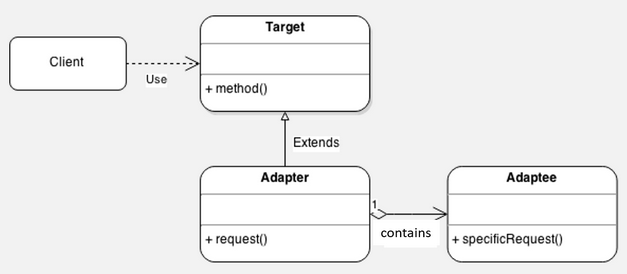 Target
Client
Use
+ method()
Extends
Adapter
Adaptee
1
contains
+ request()
+ specificRequest()